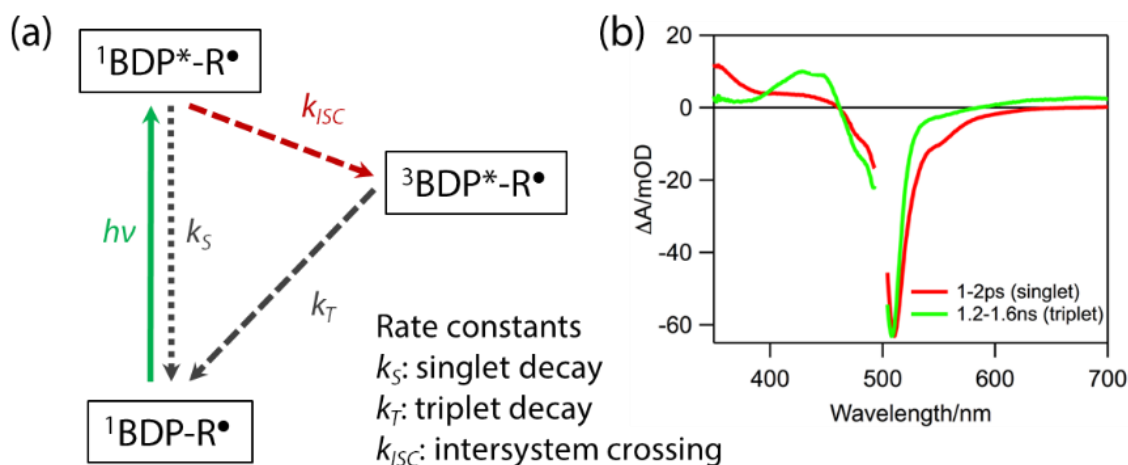 (a)
¹BDP*-R●
k_ISC
³BDP*-R●
hν
k_S
k_T
¹BDP-R●
Rate constants
k_S: singlet decay
k_T: triplet decay
k_ISC: intersystem crossing
(b)
20
0
-20
-40
-60
ΔA/mOD
1-2ps (singlet)
1.2-1.6ns (triplet)
400
500
600
700
Wavelength/nm